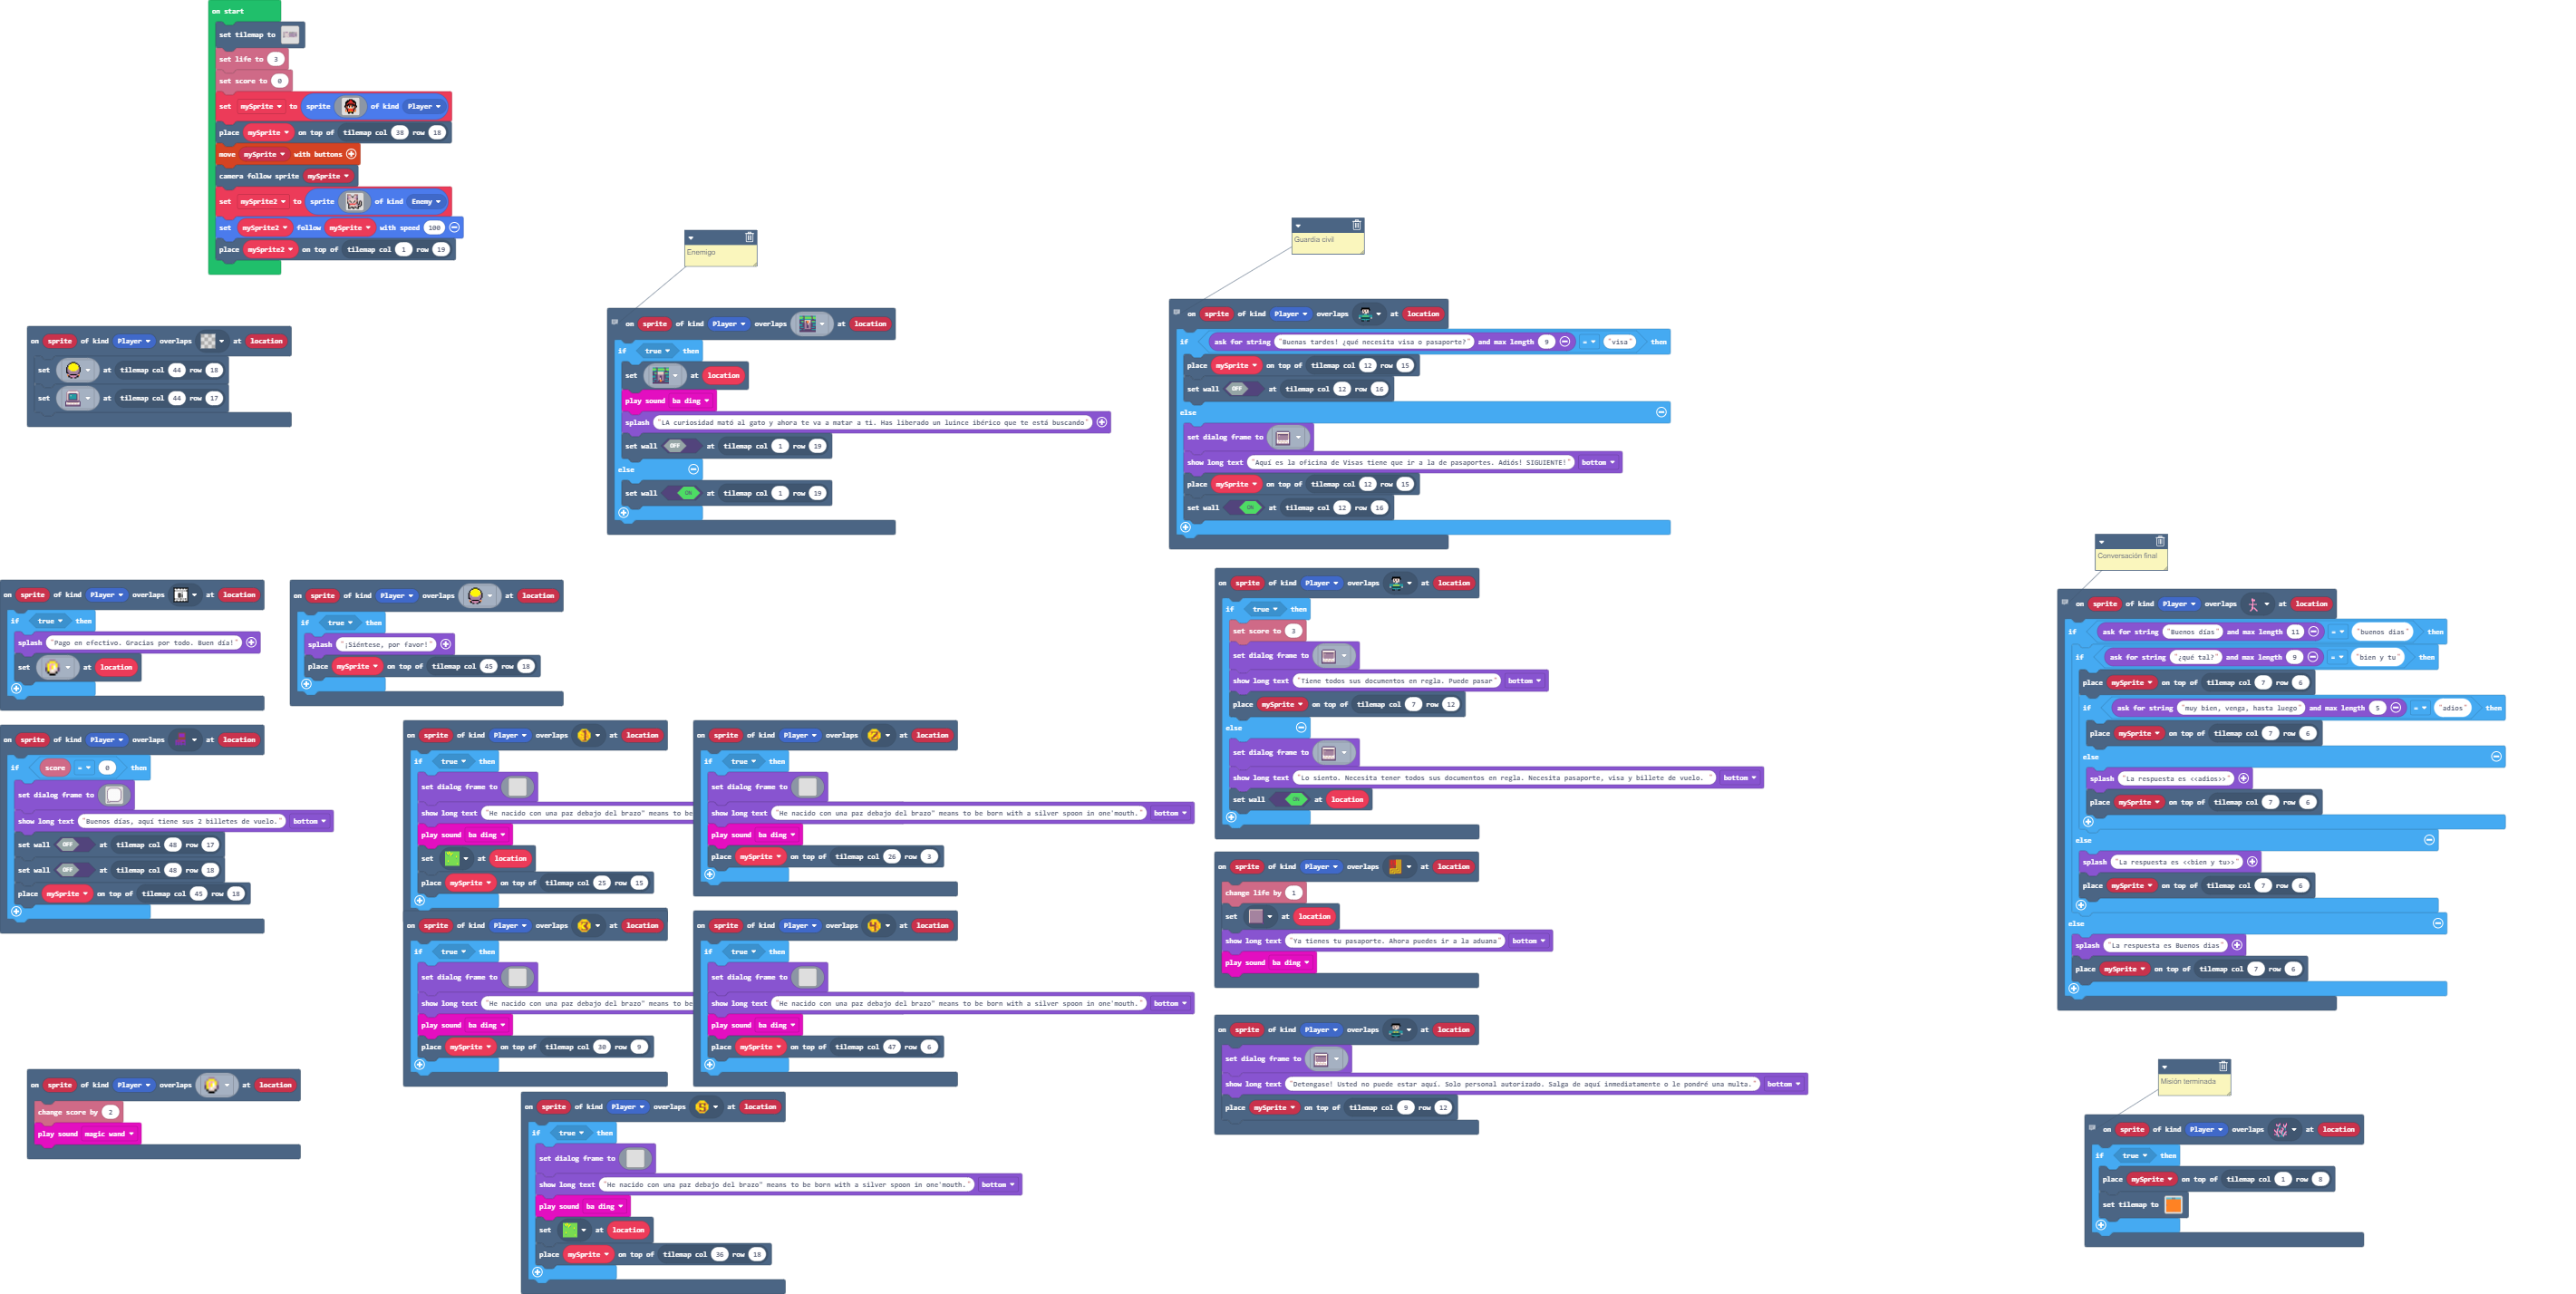 on start
set tilemap to
set life to 3
set score to 0
set mySprite to sprite of kind Player
place mySprite on top of tilemap col 38 row 18
move mySprite with buttons
camera follow sprite mySprite
set mySprite2 to sprite of kind Enemy
set mySprite2 follow mySprite with speed 100
place mySprite2 on top of tilemap col 1 row 19
on sprite of kind Player overlaps at location
set at tilemap col 44 row 18
set at tilemap col 44 row 17
Enemigo
on sprite of kind Player overlaps at location
if true then
set at location
play sound ba ding
splash "LA curiosidad mató al gato y ahora te va a matar a ti. Has liberado un luince ibérico que te está buscando"
set wall OFF at tilemap col 1 row 19
else
set wall ON at tilemap col 1 row 19
Guardia civil
on sprite of kind Player overlaps at location
if ask for string "Buenas tardes! ¿qué necesita visa o pasaporte?" and max length 9 = "visa" then
place mySprite on top of tilemap col 12 row 15
set wall OFF at tilemap col 12 row 16
else
set dialog frame to
show long text "Aquí es la oficina de Visas tiene que ir a la de pasaportes. Adiós! SIGUIENTE!" bottom
place mySprite on top of tilemap col 12 row 15
set wall ON at tilemap col 12 row 16
on sprite of kind Player overlaps at location
if true then
splash "Pago en efectivo. Gracias por todo. Buen día!"
set at location
on sprite of kind Player overlaps at location
if true then
splash "¡Siéntese, por favor!"
place mySprite on top of tilemap col 45 row 18
on sprite of kind Player overlaps at location
if score = 0 then
set dialog frame to
show long text "Buenos días, aquí tiene sus 2 billetes de vuelo." bottom
set wall OFF at tilemap col 48 row 17
set wall OFF at tilemap col 48 row 18
place mySprite on top of tilemap col 45 row 18
on sprite of kind Player overlaps 1 at location
if true then
set dialog frame to
show long text "He nacido con una paz debajo del brazo" means to be
play sound ba ding
set at location
place mySprite on top of tilemap col 25 row 15
on sprite of kind Player overlaps 2 at location
if true then
set dialog frame to
show long text "He nacido con una paz debajo del brazo" means to be born with a silver spoon in one'mouth." bottom
play sound ba ding
place mySprite on top of tilemap col 26 row 3
on sprite of kind Player overlaps 3 at location
if true then
set dialog frame to
show long text "He nacido con una paz debajo del brazo" means to be
play sound ba ding
place mySprite on top of tilemap col 30 row 9
on sprite of kind Player overlaps 4 at location
if true then
set dialog frame to
show long text "He nacido con una paz debajo del brazo" means to be born with a silver spoon in one'mouth." bottom
play sound ba ding
place mySprite on top of tilemap col 47 row 6
on sprite of kind Player overlaps at location
change score by 2
play sound magic wand
on sprite of kind Player overlaps 5 at location
if true then
set dialog frame to
show long text "He nacido con una paz debajo del brazo" means to be born with a silver spoon in one'mouth." bottom
play sound ba ding
set at location
place mySprite on top of tilemap col 36 row 18
on sprite of kind Player overlaps at location
if true then
set score to 3
set dialog frame to
show long text "Tiene todos sus documentos en regla. Puede pasar" bottom
place mySprite on top of tilemap col 7 row 12
else
set dialog frame to
show long text "Lo siento. Necesita tener todos sus documentos en regla. Necesita pasaporte, visa y billete de vuelo. " bottom
set wall ON at location
on sprite of kind Player overlaps at location
change life by 1
set at location
show long text "Ya tienes tu pasaporte. Ahora puedes ir a la aduana" bottom
play sound ba ding
on sprite of kind Player overlaps at location
set dialog frame to
show long text "Detengase! Usted no puede estar aquí. Solo personal autorizado. Salga de aquí inmediatamente o le pondré una multa." bottom
place mySprite on top of tilemap col 9 row 12
Conversación final
on sprite of kind Player overlaps at location
if ask for string "Buenos días" and max length 11 = "buenos dias" then
if ask for string "¿qué tal?" and max length 9 = "bien y tu" then
place mySprite on top of tilemap col 7 row 6
if ask for string "muy bien, venga, hasta luego" and max length 5 = "adios" then
place mySprite on top of tilemap col 7 row 6
else
splash "La respuesta es <<adios>>"
place mySprite on top of tilemap col 7 row 6
else
splash "La respuesta es <<bien y tu>>"
place mySprite on top of tilemap col 7 row 6
else
splash "La respuesta es Buenos dias"
place mySprite on top of tilemap col 7 row 6
Misión terminada
on sprite of kind Player overlaps at location
if true then
place mySprite on top of tilemap col 1 row 8
set tilemap to